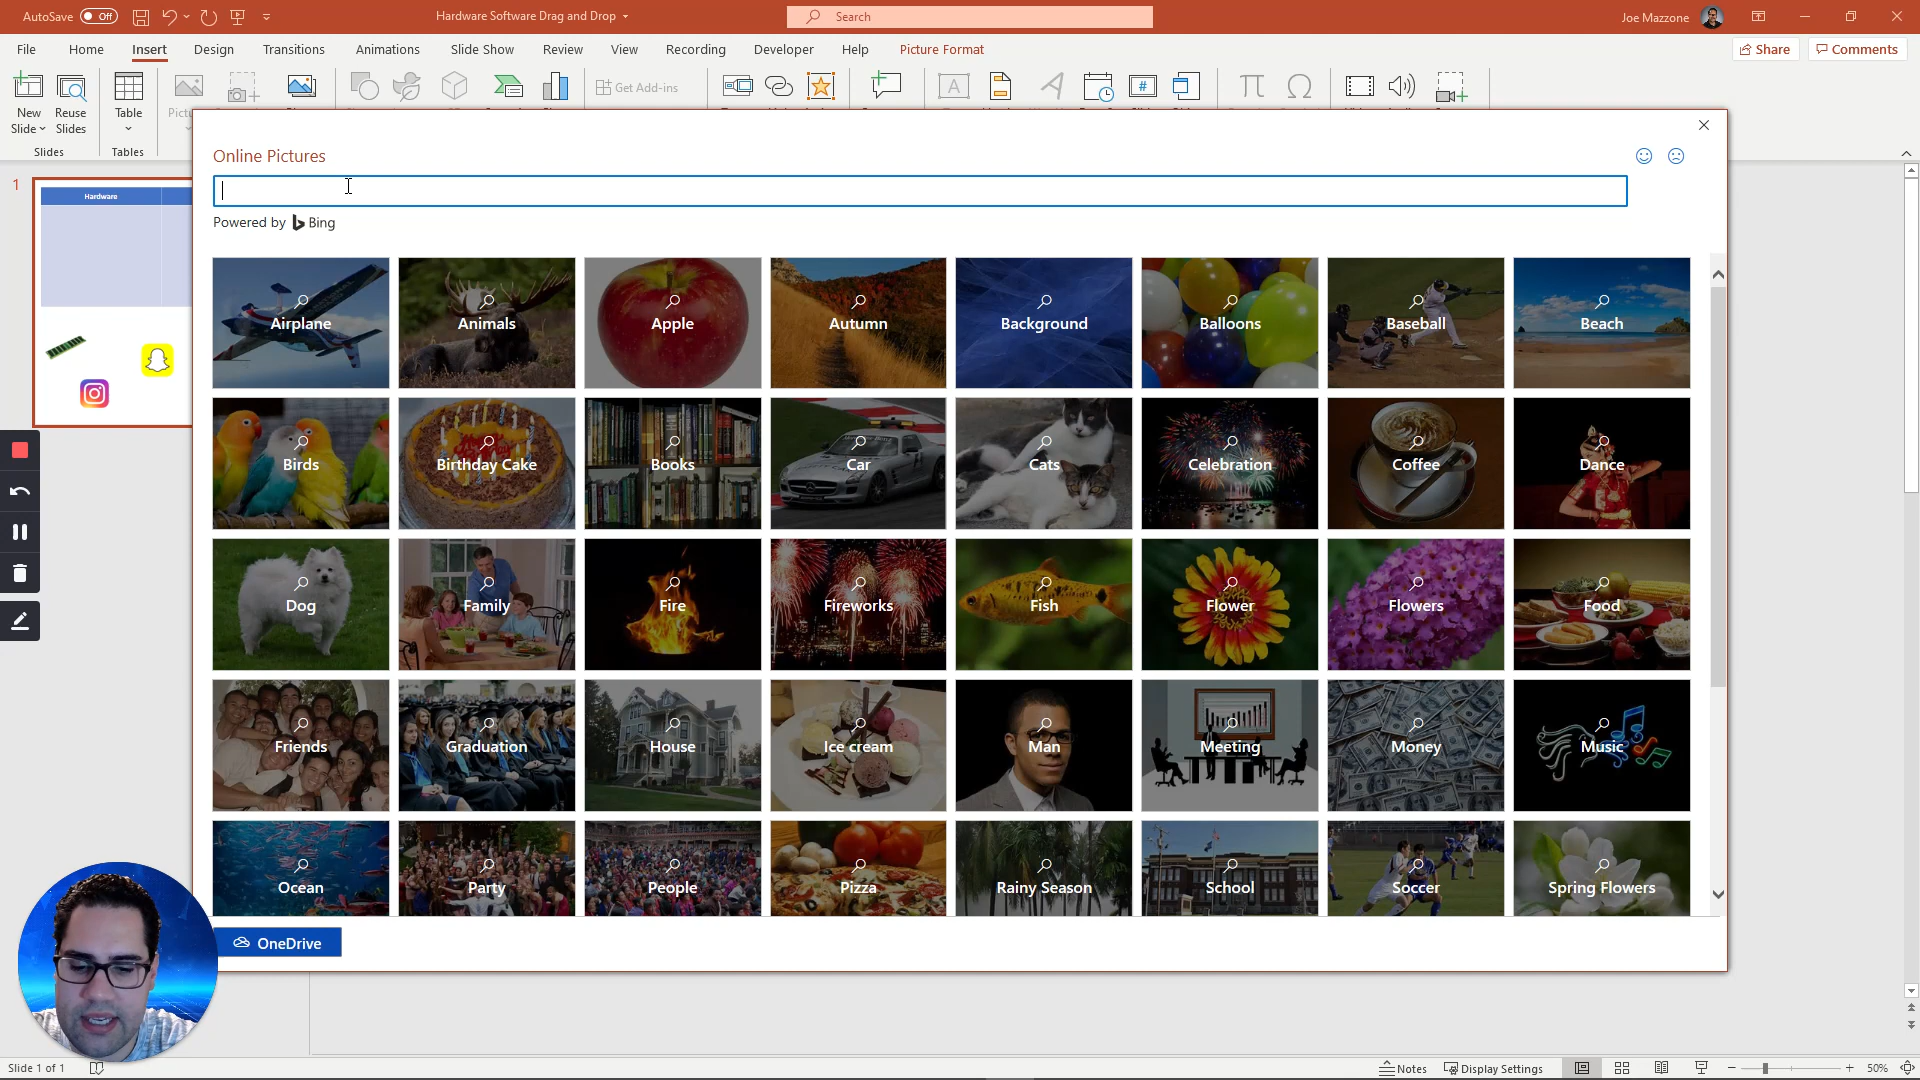 AutoSave Off
Hardware Software Drag and Drop
Search
Joe Mazzone
File Home Insert Design Transitions Animations Slide Show Review View Recording Developer Help Picture Format
Share Comments
New Slide
Reuse Slides
Table
Get Add-ins
Slides
Tables
Online Pictures
Powered by Bing
1
Hardware
Airplane Animals Apple Autumn Background Balloons Baseball Beach
Birds Birthday Cake Books Car Cats Celebration Coffee Dance
Dog Family Fire Fireworks Fish Flower Flowers Food
Friends Graduation House Ice cream Man Meeting Money Music
Ocean Party People Pizza Rainy Season School Soccer Spring Flowers
OneDrive
Slide 1 of 1
Notes Display Settings 50%